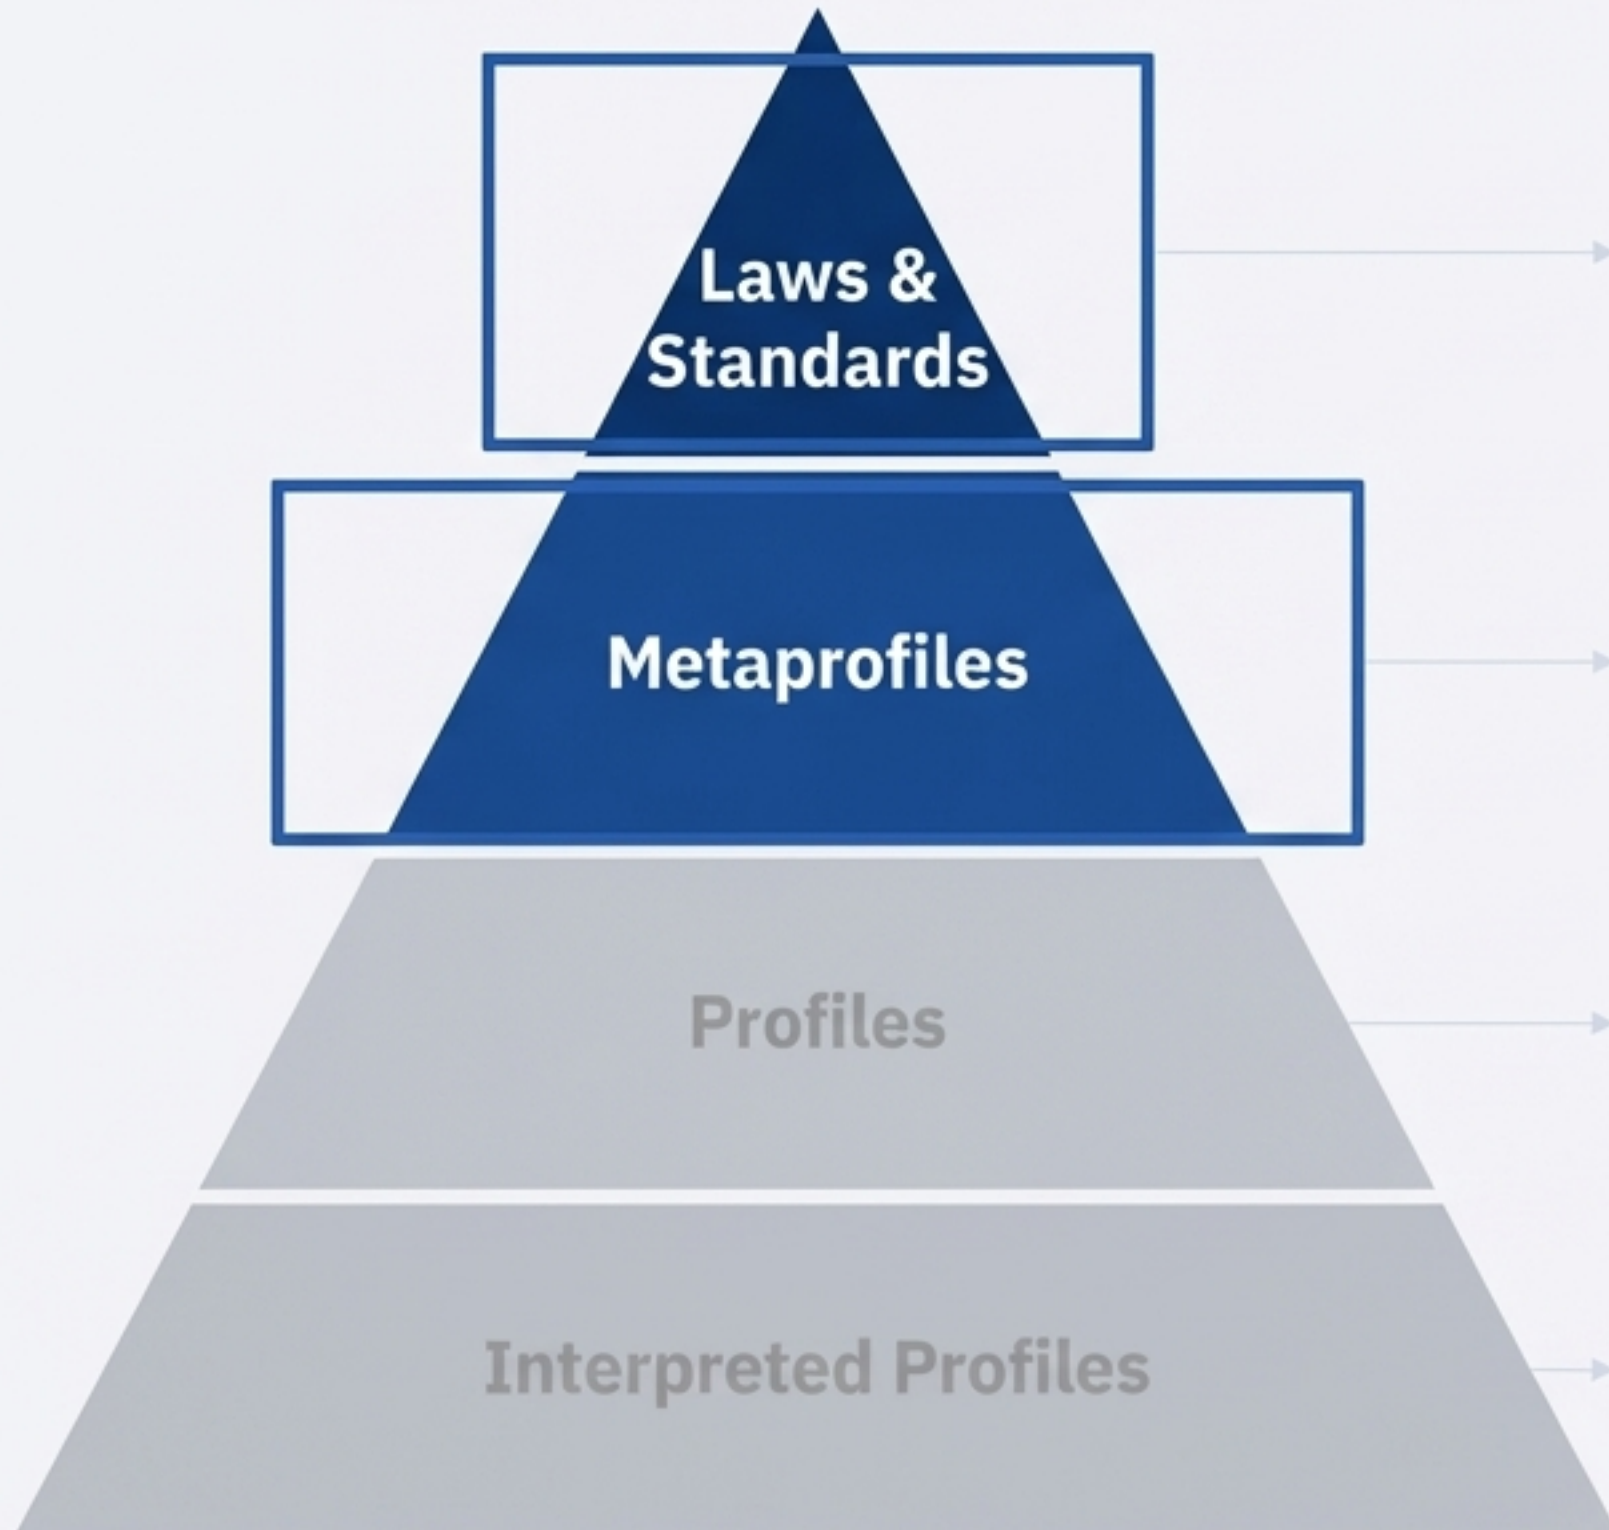 Laws &
Standards
Metaprofiles
Profiles
Interpreted Profiles